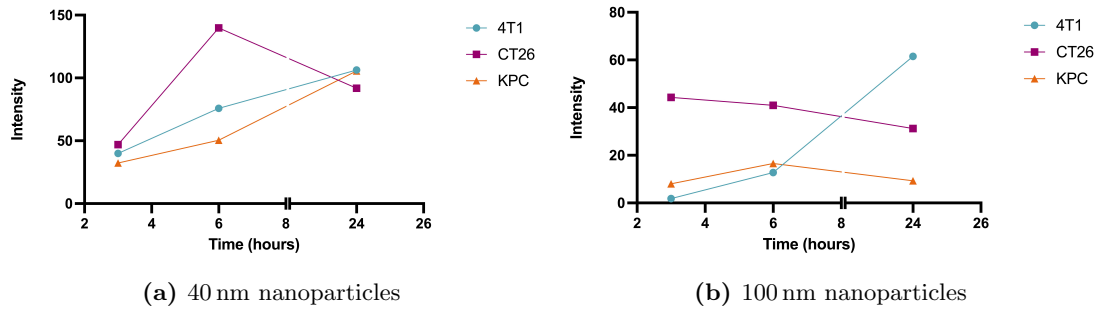 150
100
50
0
Intensity
2 4 6 8 24 26
Time (hours)
4T1
CT26
KPC
(a) 40 nm nanoparticles
80
60
40
20
0
Intensity
2 4 6 8 24 26
Time (hours)
4T1
CT26
KPC
(b) 100 nm nanoparticles